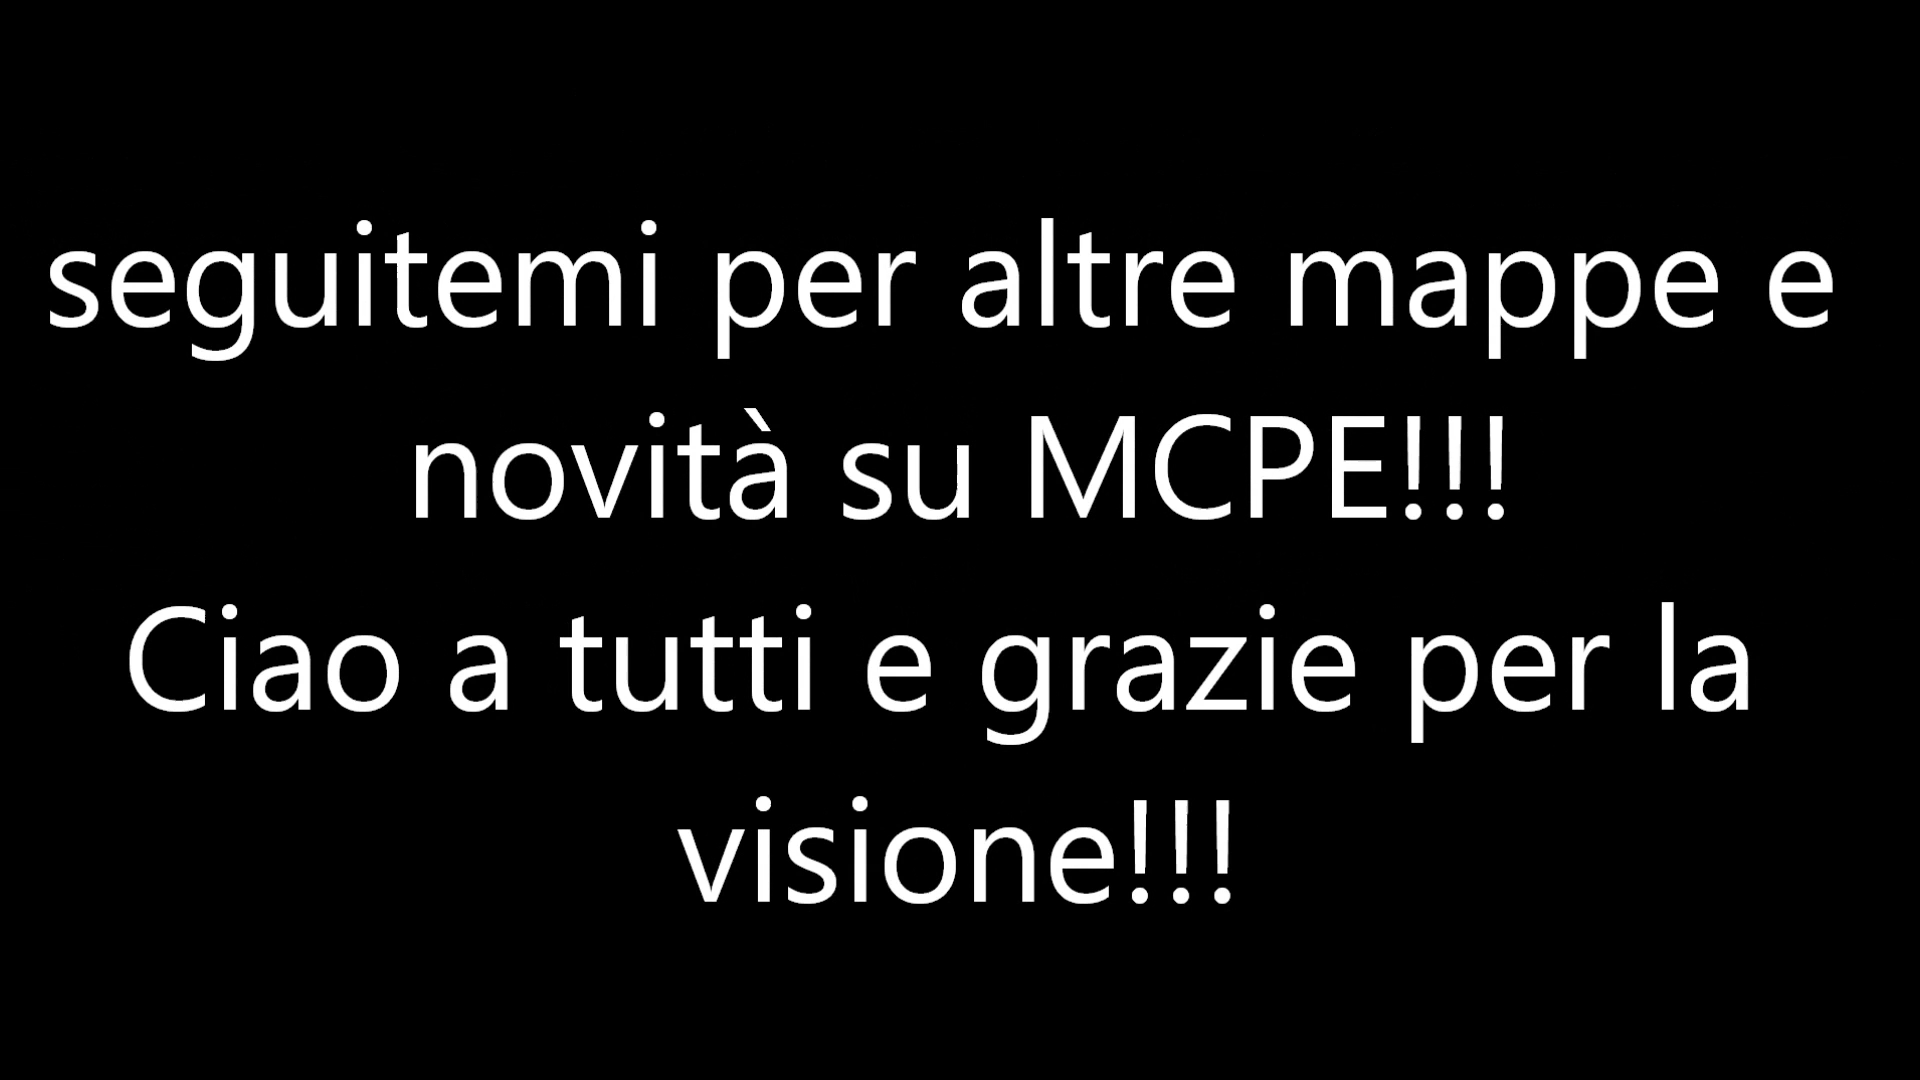 seguitemi per altre mappe e
novità su MCPE!!!
Ciao a tutti e grazie per la
visione!!!